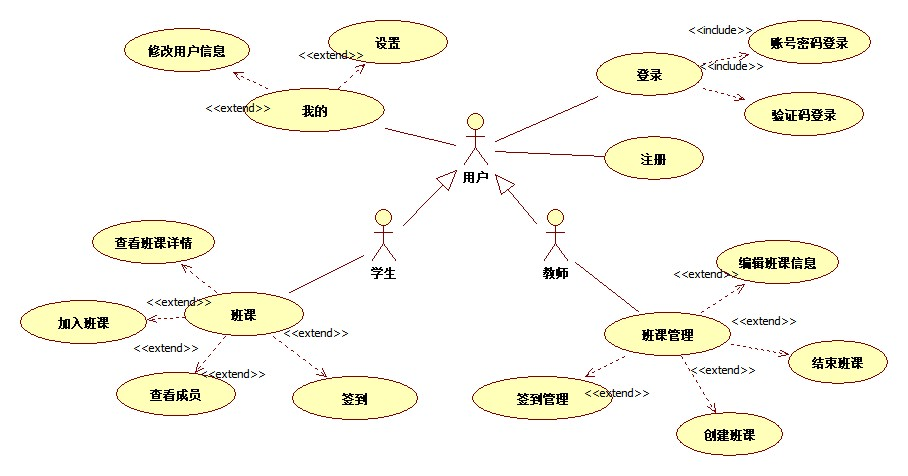 <<include>>
设置
账号密码登录
修改用户信息
<<extend>>
<<include>>
登录
<<extend>>
我的
验证码登录
注册
用户
查看班课详情
学生
教师
编辑班课信息
<<extend>>
<<extend>>
加入班课
班课
<<extend>>
<<extend>>
班课管理
<<extend>>
结束班课
<<extend>>
<<extend>>
查看成员
签到
签到管理
<<extend>>
创建班课